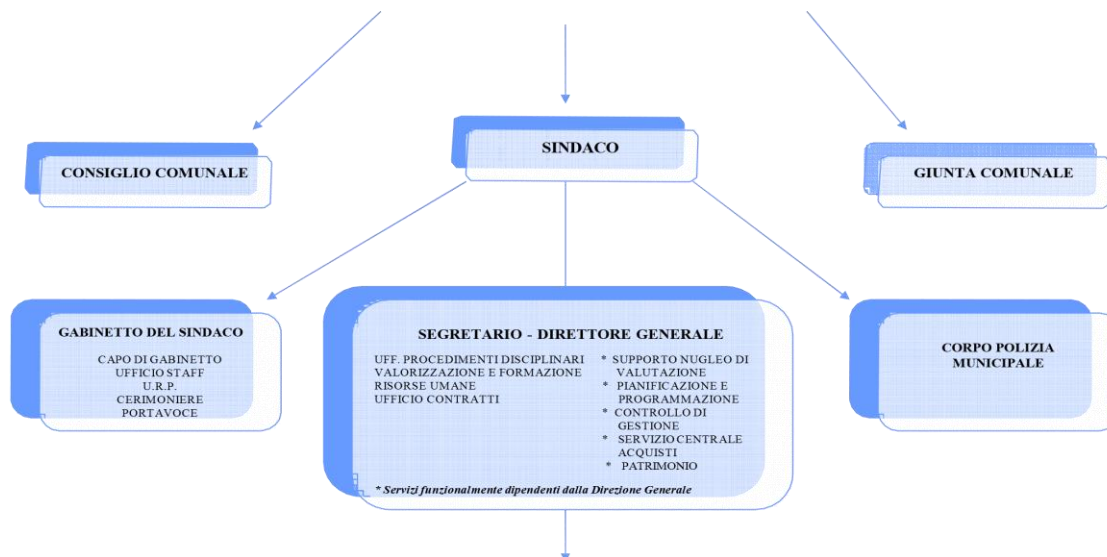 SINDACO
CONSIGLIO COMUNALE
GIUNTA COMUNALE
GABINETTO DEL SINDACO
CAPO DI GABINETTO
UFFICIO STAFF
U.R.P.
CERIMONIERE
PORTAVOCE
SEGRETARIO - DIRETTORE GENERALE
UFF. PROCEDIMENTI DISCIPLINARI
VALORIZZAZIONE E FORMAZIONE
RISORSE UMANE
UFFICIO CONTRATTI
* SUPPORTO NUGLEO DI
VALUTAZIONE
* PIANIFICAZIONE E
PROGRAMMAZIONE
* CONTROLLO DI
GESTIONE
* SERVIZIO CENTRALE
ACQUISTI
* PATRIMONIO
* Servizi funzionalmente dipendenti dalla Direzione Generale
CORPO POLIZIA
MUNICIPALE